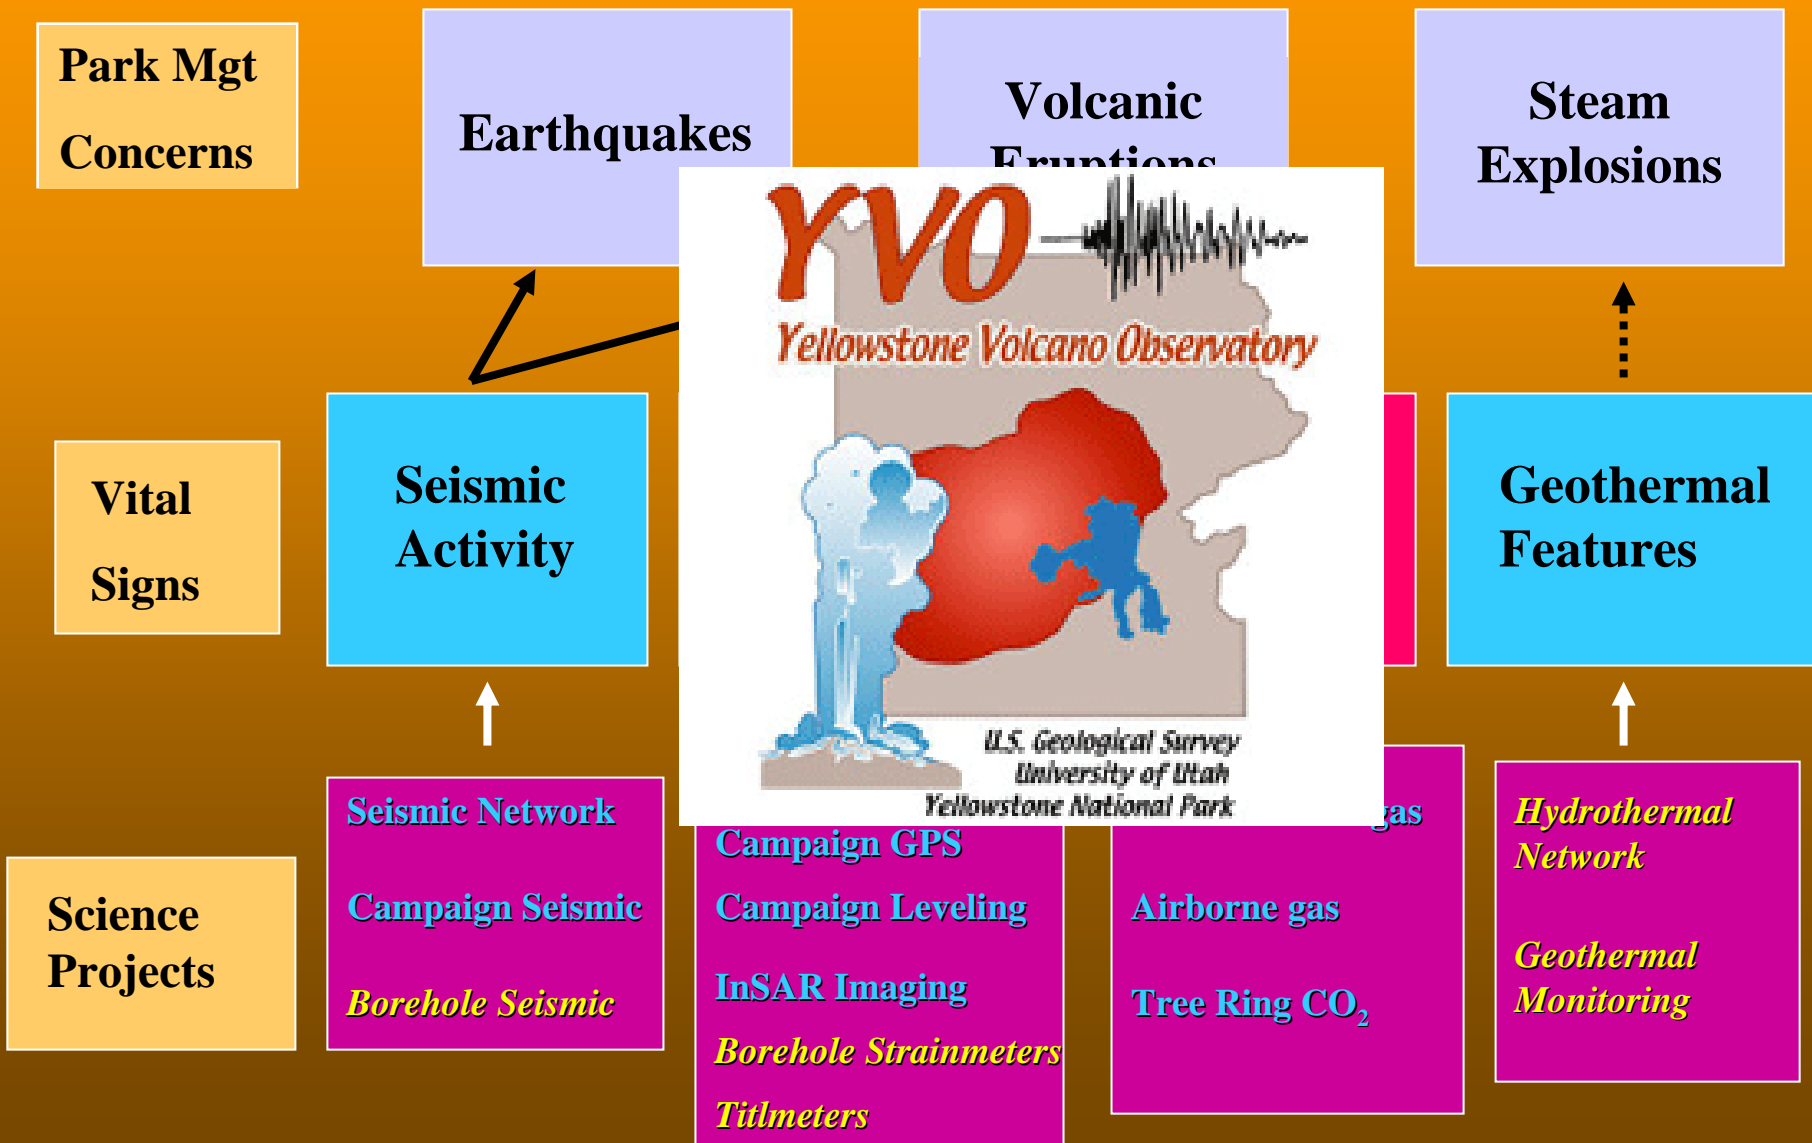 Park Mgt
Concerns
Earthquakes
Volcanic
Eruptions
Steam
Explosions
YVO
Yellowstone Volcano Observatory
Vital
Signs
Seismic
Activity
Geothermal
Features
U.S. Geological Survey
University of Utah
Yellowstone National Park
Science
Projects
Seismic Network
Campaign Seismic
Borehole Seismic
Campaign GPS
Campaign Leveling
InSAR Imaging
Borehole Strainmeters
Titlmeters
gas
Airborne gas
Tree Ring CO₂
Hydrothermal
Network
Geothermal
Monitoring